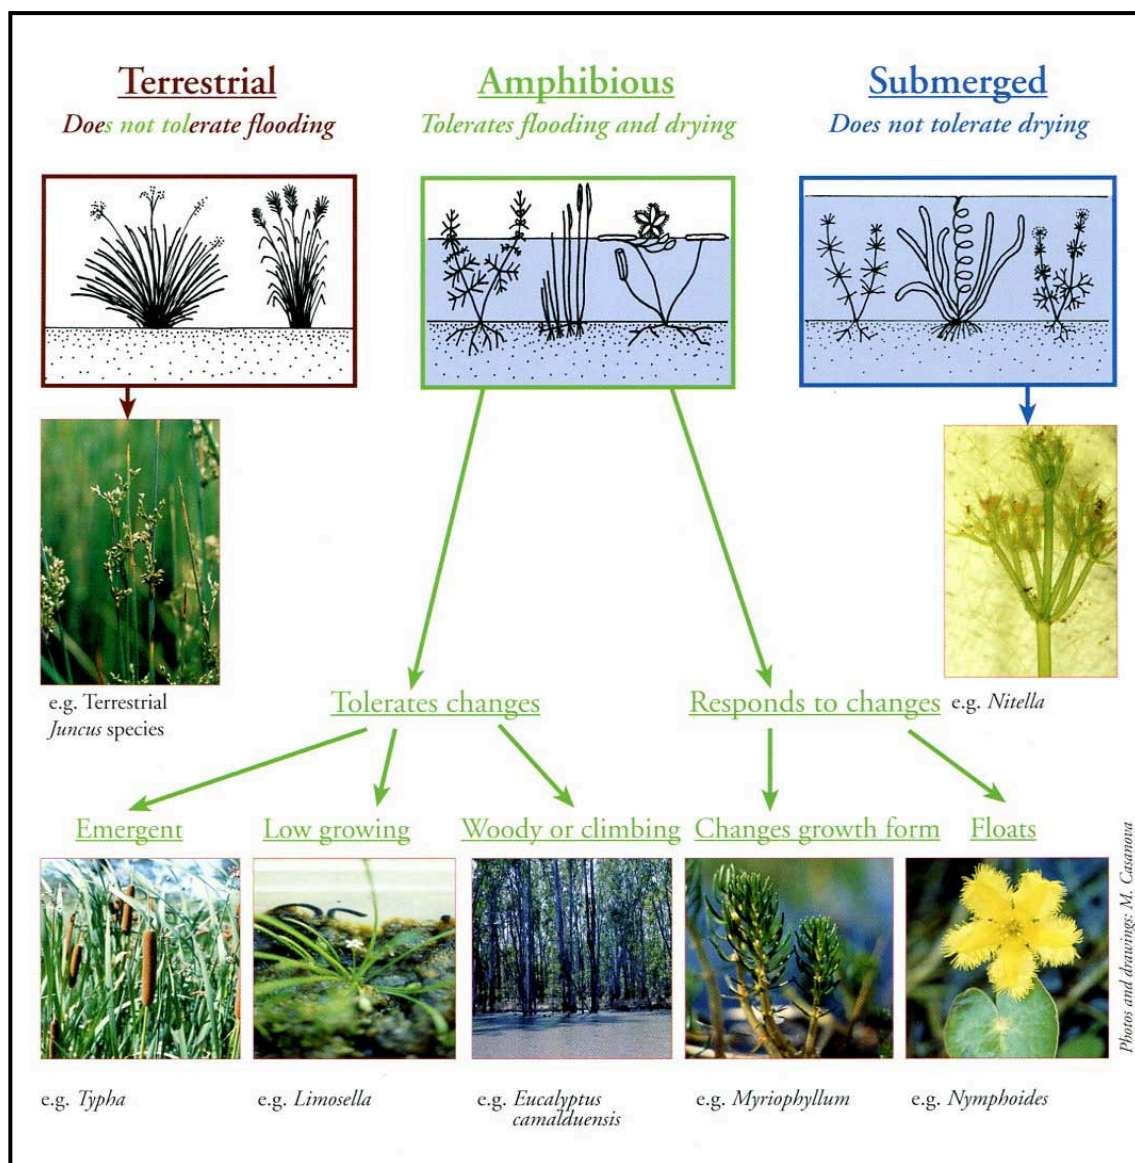 Terrestrial
Does not tolerate flooding
Amphibious
Tolerates flooding and drying
Submerged
Does not tolerate drying
e.g. Terrestrial
Juncus species
Tolerates changes
Responds to changes
e.g. Nitella
Emergent
Low growing
Woody or climbing
Changes growth form
Floats
e.g. Typha
e.g. Limosella
e.g. Eucalyptus
camalduensis
e.g. Myriophyllum
e.g. Nymphoides
Photos and drawings: M. Casanova